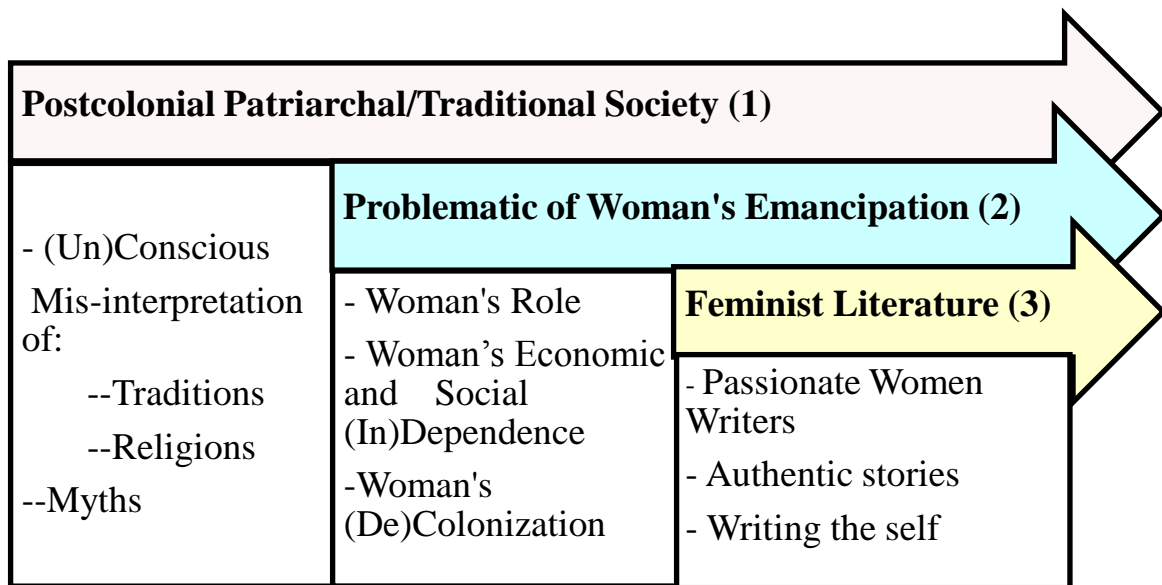 Postcolonial Patriarchal/Traditional Society (1)
- (Un)Conscious
Mis-interpretation
of:
--Traditions
--Religions
--Myths
Problematic of Woman's Emancipation (2)
- Woman's Role
- Woman’s Economic
and Social
(In)Dependence
-Woman's
(De)Colonization
Feminist Literature (3)
- Passionate Women
Writers
- Authentic stories
- Writing the self